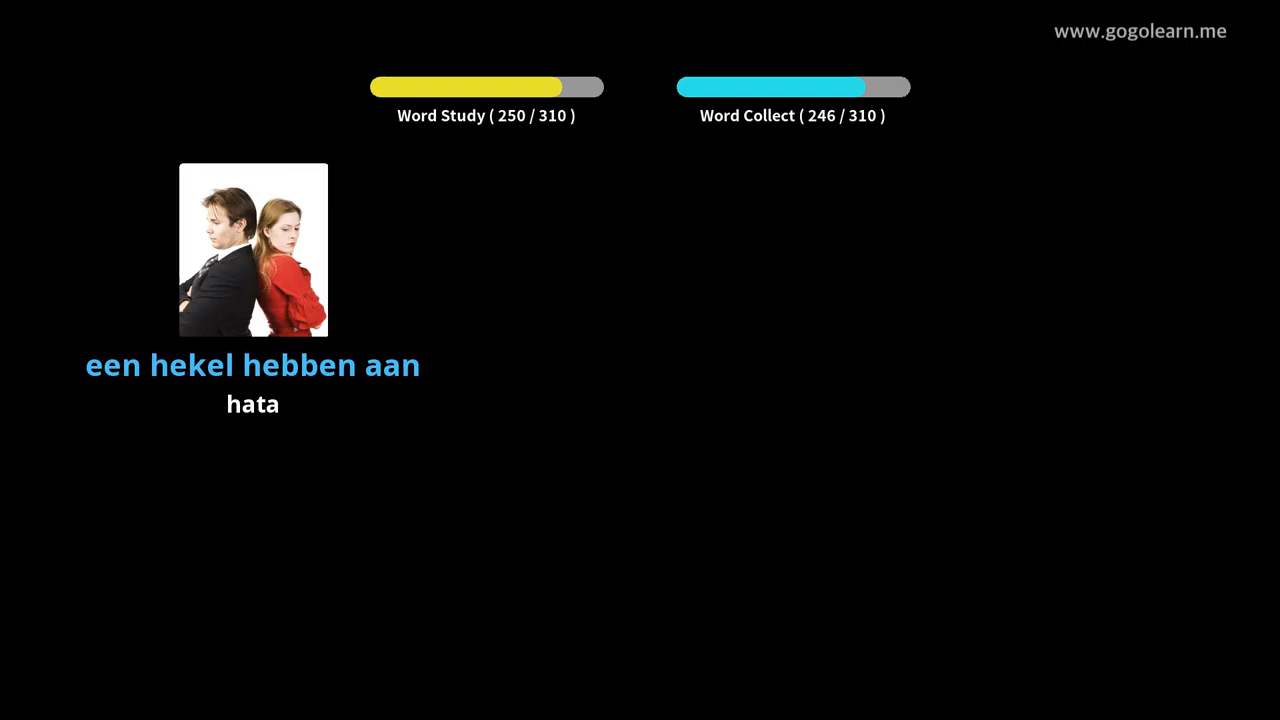 www.gogolearn.me
Word Study ( 250 / 310 )
Word Collect ( 246 / 310 )
een hekel hebben aan
hata